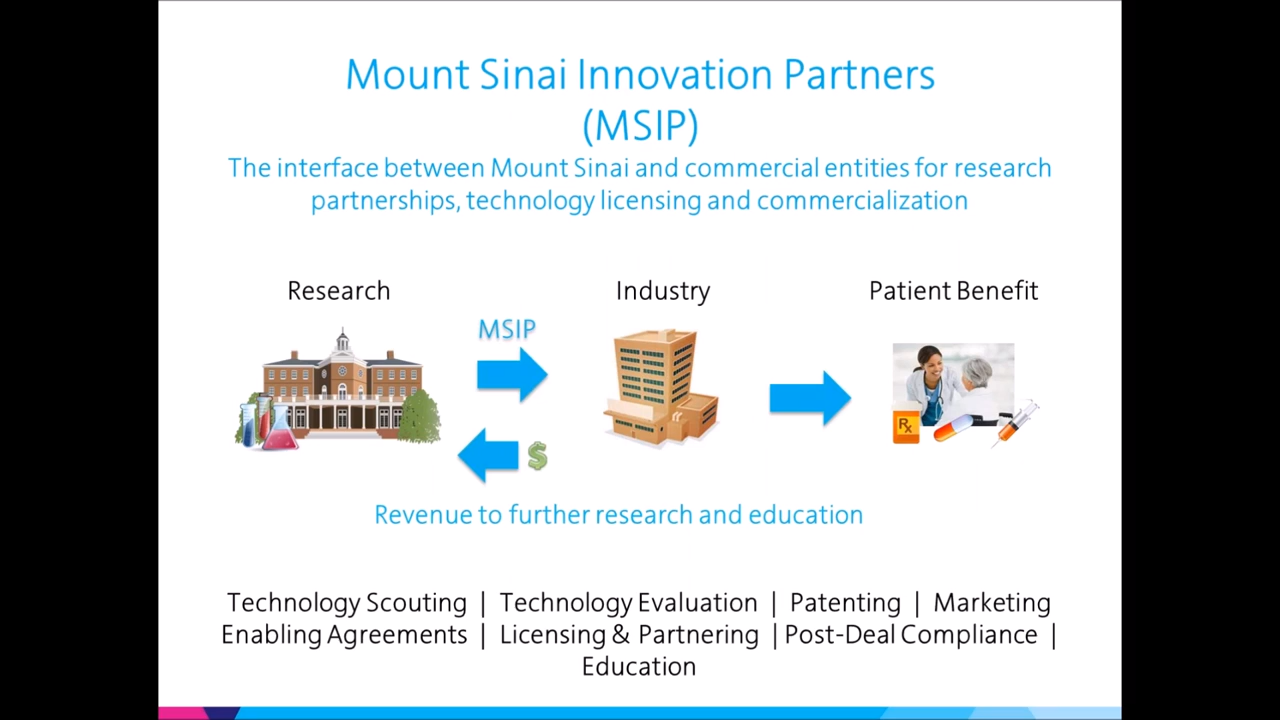 Mount Sinai Innovation Partners
(MSIP)
The interface between Mount Sinai and commercial entities for research
partnerships, technology licensing and commercialization
Research
Industry
Patient Benefit
MSIP
Rx
$
Revenue to further research and education
Technology Scouting | Technology Evaluation | Patenting | Marketing
Enabling Agreements | Licensing & Partnering | Post-Deal Compliance |
Education